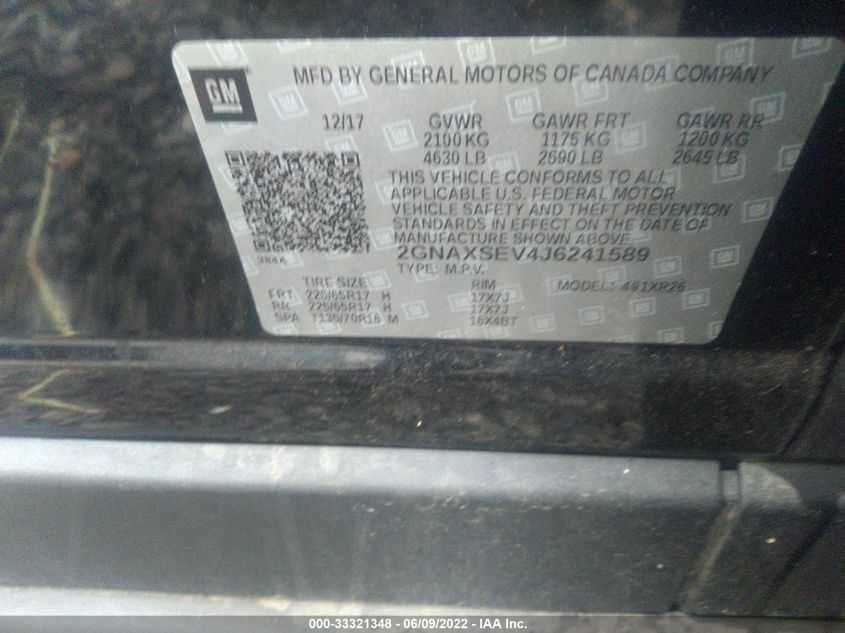 GM
MFD BY GENERAL MOTORS OF CANADA COMPANY
12/17 GVWR GAWR FRT GAWR RR
2100 KG 1175 KG 1200 KG
4630 LB 2590 LB 2645 LB
THIS VEHICLE CONFORMS TO ALL
APPLICABLE U.S. FEDERAL MOTOR
VEHICLE SAFETY AND THEFT PREVENTION
STANDARDS IN EFFECT ON THE DATE OF
MANUFACTURE SHOWN ABOVE.
2GNAXSEV4J6241589
TYPE: M.P.V.
TIRE SIZE RIM MODEL: 491XR26
FRT 225/65R17 H 17X7J
RR 225/65R17 H 17X7J
SPA T135/70R16 M 16X4BT
000-33321348 - 06/09/2022 - IAA Inc.